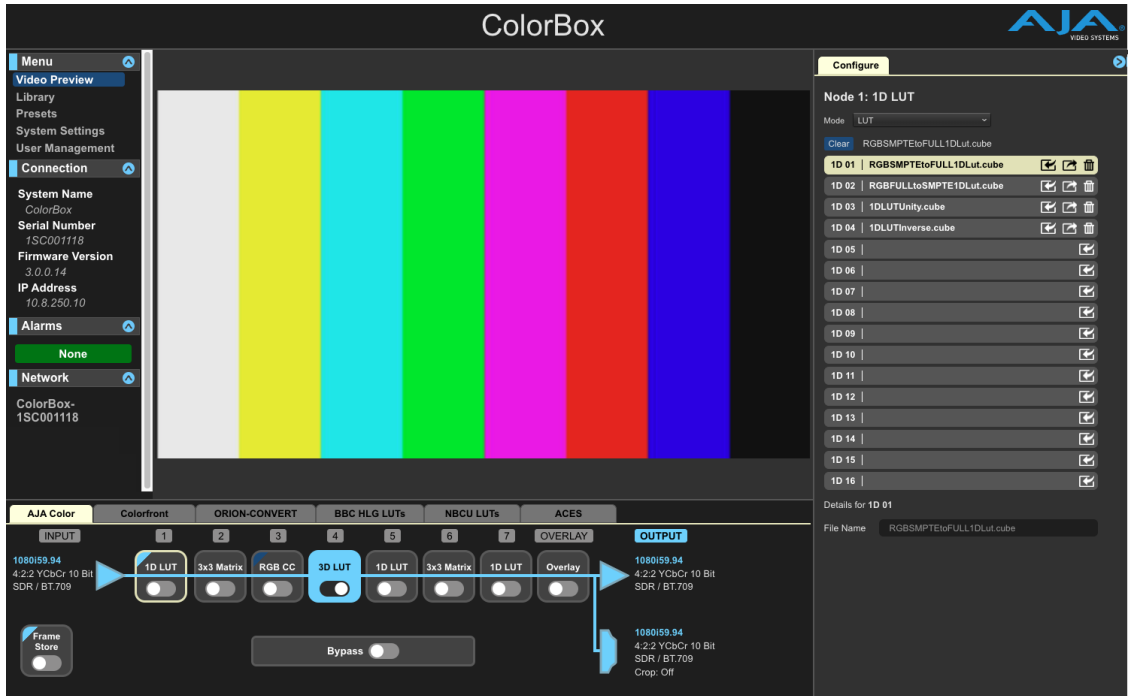 ColorBox
AJA
VIDEO SYSTEMS
Menu
Video Preview
Library
Presets
System Settings
User Management
Connection
System Name
ColorBox
Serial Number
1SC001118
Firmware Version
3.0.0.14
IP Address
10.8.250.10
Alarms
None
Network
ColorBox-
1SC001118
Configure
Node 1: 1D LUT
Mode LUT
Clear RGBSMPTEtoFULL1DLut.cube
1D 01 | RGBSMPTEtoFULL1DLut.cube
1D 02 | RGBFULLtoSMPTE1DLut.cube
1D 03 | 1DLUTUnity.cube
1D 04 | 1DLUTInverse.cube
1D 05 |
1D 06 |
1D 07 |
1D 08 |
1D 09 |
1D 10 |
1D 11 |
1D 12 |
1D 13 |
1D 14 |
1D 15 |
1D 16 |
Details for 1D 01
File Name RGBSMPTEtoFULL1DLut.cube
AJA Color Colorfront ORION-CONVERT BBC HLG LUTs NBCU LUTs ACES
INPUT 1 2 3 4 5 6 7 OVERLAY OUTPUT
1080i59.94
4:2:2 YCbCr 10 Bit
SDR / BT.709
1D LUT 3x3 Matrix RGB CC 3D LUT 1D LUT 3x3 Matrix 1D LUT Overlay
1080i59.94
4:2:2 YCbCr 10 Bit
SDR / BT.709
Frame
Store
Bypass
1080i59.94
4:2:2 YCbCr 10 Bit
SDR / BT.709
Crop: Off